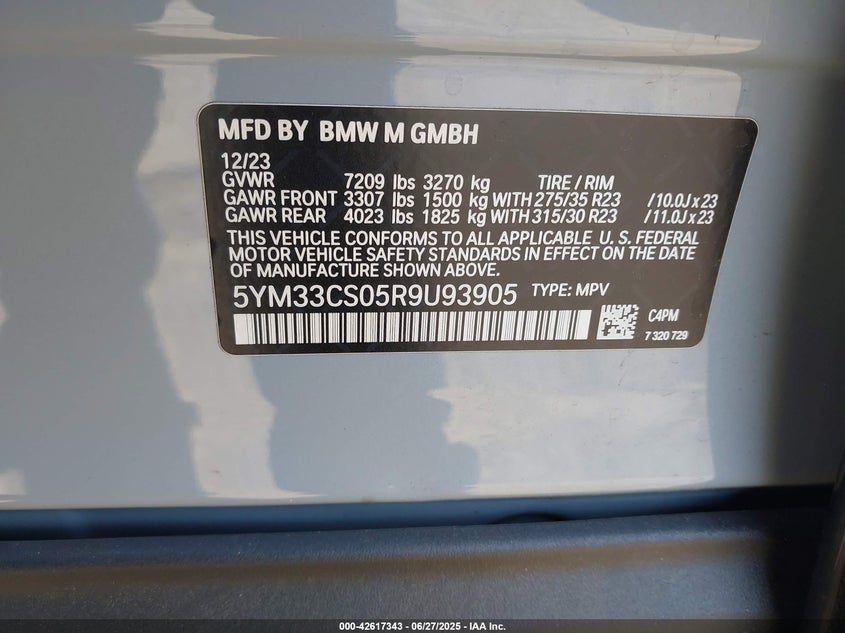 MFD BY BMW M GMBH
12/23
GVWR 7209 lbs 3270 kg TIRE / RIM
GAWR FRONT 3307 lbs 1500 kg WITH 275/35 R23 / 10.0J x 23
GAWR REAR 4023 lbs 1825 kg WITH 315/30 R23 / 11.0J x 23
THIS VEHICLE CONFORMS TO ALL APPLICABLE U. S. FEDERAL
MOTOR VEHICLE SAFETY STANDARDS IN EFFECT ON THE DATE
OF MANUFACTURE SHOWN ABOVE.
5YM33CS05R9U93905 TYPE: MPV
C4PM
7 320 729
000-42617343 / 06/27/2025 - IAA Inc.